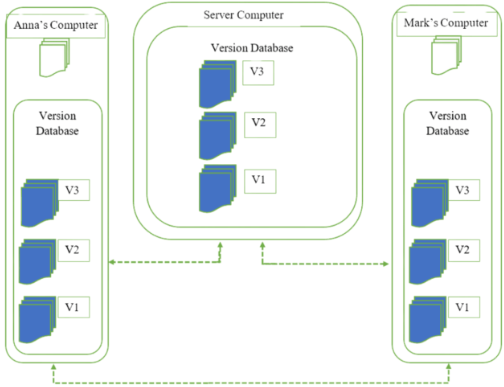 Anna's Computer
Version
Database
V3
V2
V1
Server Computer
Version Database
V3
V2
V1
Mark's Computer
Version
Database
V3
V2
V1